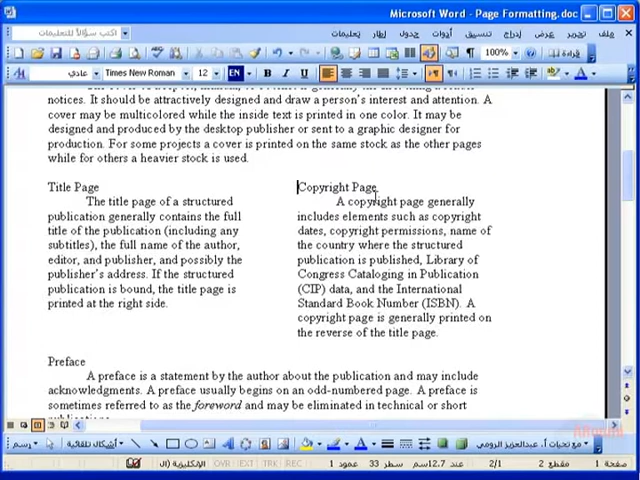 Microsoft Word - Page Formatting.doc
ملف تحرير عرض إدراج تنسيق أدوات جدول إطار تعليمات
اكتب سؤالاً للتعليمات
100%
قراءة
عادي
Times New Roman
12
EN
B I U
notices. It should be attractively designed and draw a person's interest and attention. A
cover may be multicolored while the inside text is printed in one color. It may be
designed and produced by the desktop publisher or sent to a graphic designer for
production. For some projects a cover is printed on the same stock as the other pages
while for others a heavier stock is used.
Title Page
The title page of a structured
publication generally contains the full
title of the publication (including any
subtitles), the full name of the author,
editor, and publisher, and possibly the
publisher's address. If the structured
publication is bound, the title page is
printed at the right side.
Copyright Page
A copyright page generally
includes elements such as copyright
dates, copyright permissions, name of
the country where the structured
publication is published, Library of
Congress Cataloging in Publication
(CIP) data, and the International
Standard Book Number (ISBN). A
copyright page is generally printed on
the reverse of the title page.
Preface
A preface is a statement by the author about the publication and may include
acknowledgments. A preface usually begins on an odd-numbered page. A preface is
sometimes referred to as the foreword and may be eliminated in technical or short
رسم
أشكال تلقائية
مع تحيات أ. عبدالعزيز الرومي
صفحة 1 مقطع 2 2/1 عند 12.7سم سطر 33 عمود 1
REC TRK EXT OVR
الإنكليزية (ال